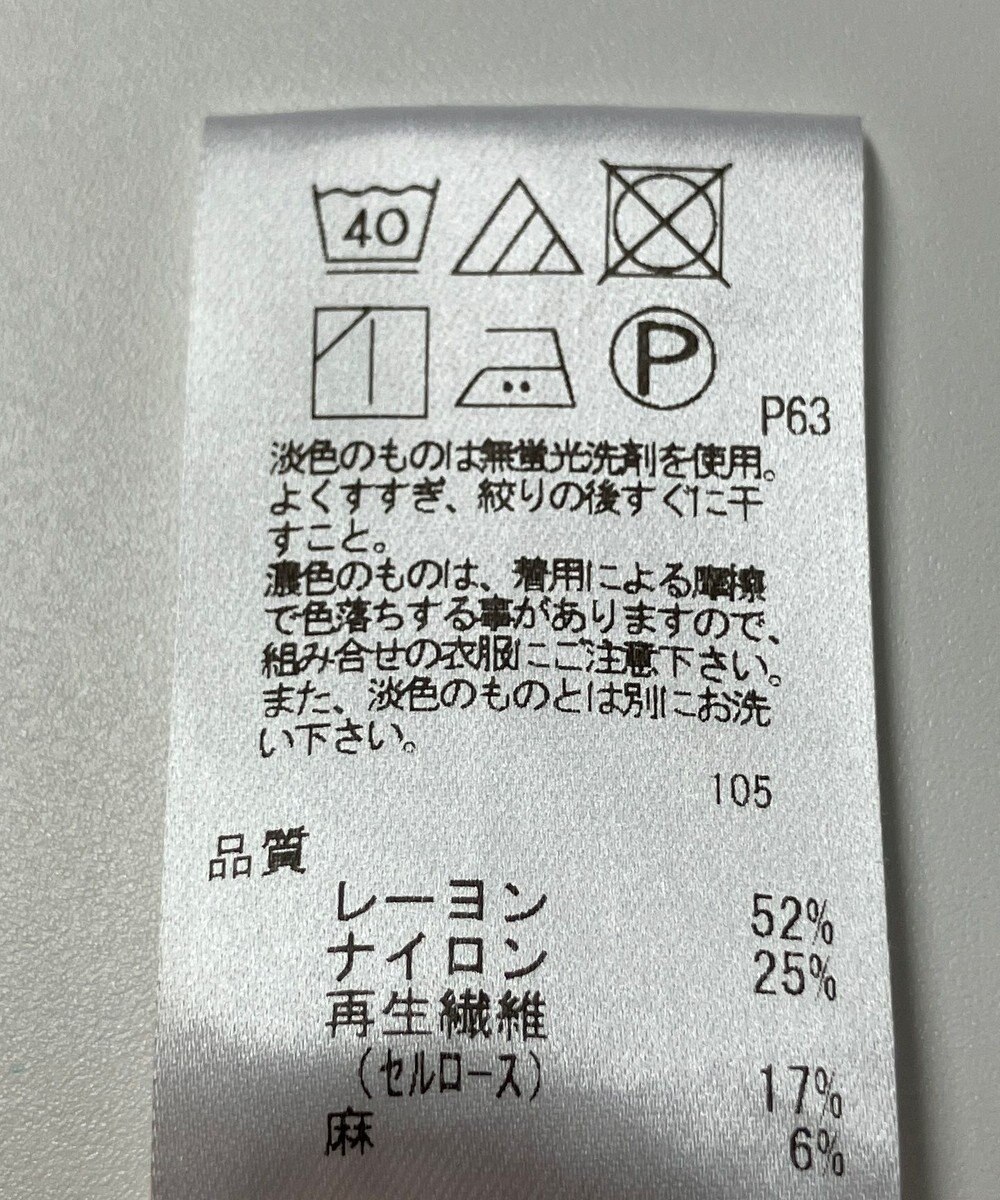 40
P
P63
淡色のものは無蛍光洗剤を使用。
よくすすぎ、絞りの後すぐに干
すこと。
濃色のものは、着用による摩擦
で色落ちする事がありますので、
組み合せの衣服にご注意下さい。
また、淡色のものとは別にお洗
い下さい。
105
品質
レーヨン 52%
ナイロン 25%
再生繊維
(セルロース) 17%
麻 6%